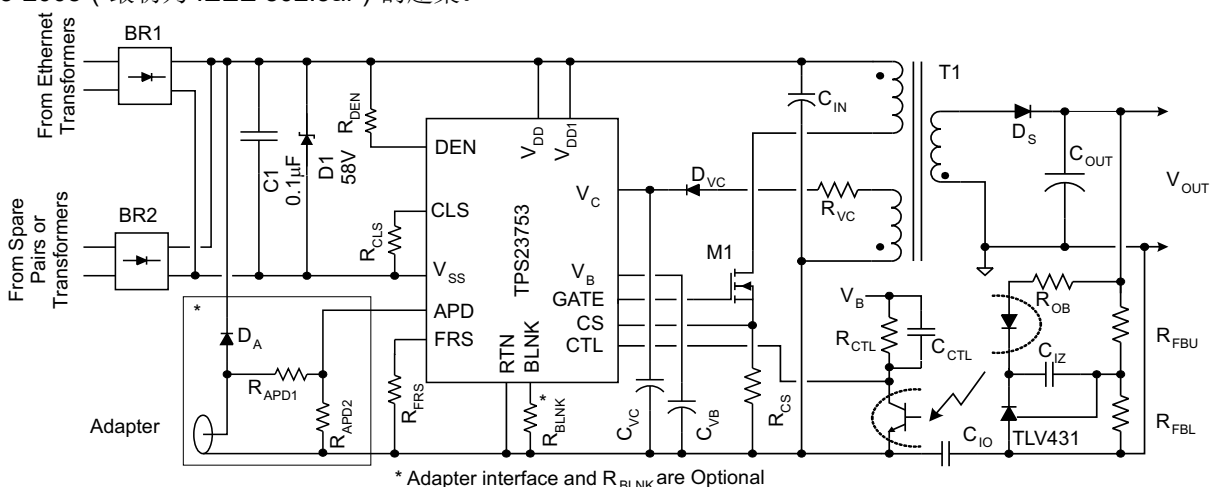 From Ethernet
Transformers
BR1
From Spare
Pairs or
Transformers
BR2
C1
0.1μF
D1
58V
R_DEN
DEN
V_DD
V_DD1
CLS
R_CLS
V_SS
TPS23753
V_C
V_B
GATE
CS
CTL
APD
FRS
RTN
BLNK
C_IN
T1
D_VC
R_VC
M1
D_S
C_OUT
V_OUT
V_B
R_CTL
C_CTL
R_OB
C_IZ
R_FBU
R_FBL
TLV431
C_IO
*
D_A
R_APD1
R_APD2
Adapter
R_FRS
*
R_BLNK
C_VC
C_VB
R_CS
* Adapter interface and R_BLNK are Optional